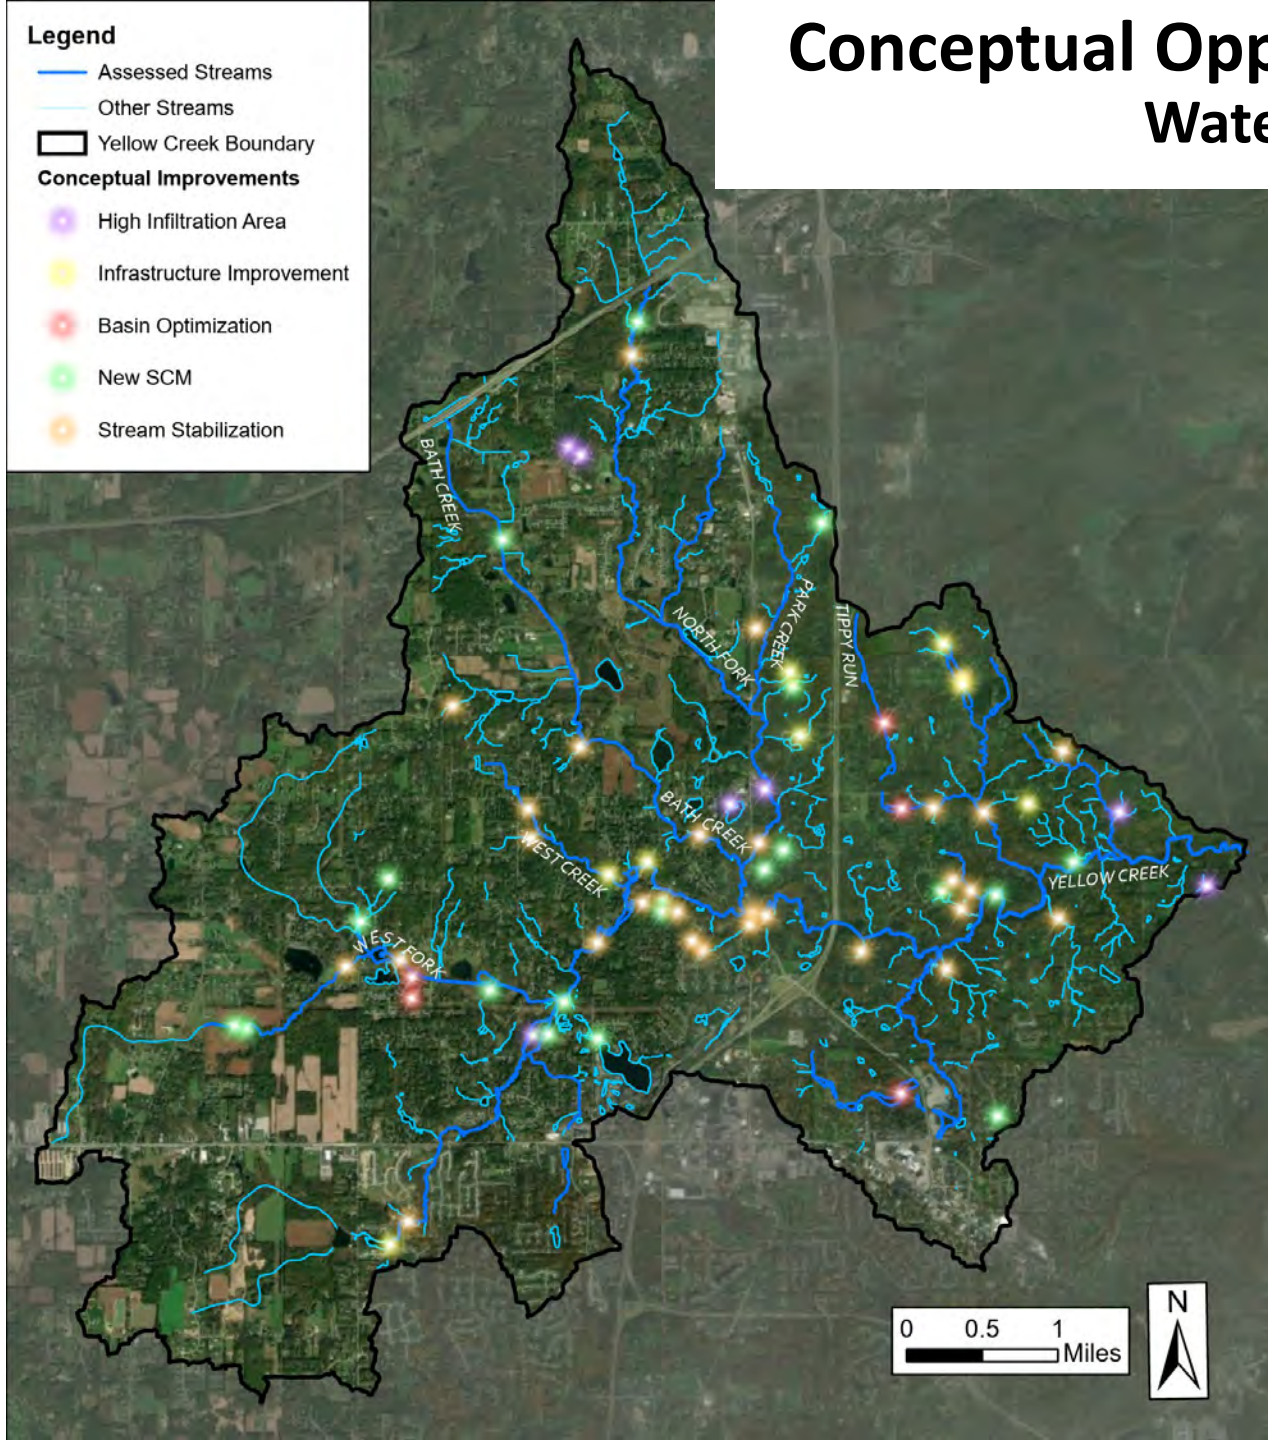 Conceptual Opp
Wate
Legend
Assessed Streams
Other Streams
Yellow Creek Boundary
Conceptual Improvements
High Infiltration Area
Infrastructure Improvement
Basin Optimization
New SCM
Stream Stabilization
BATH CREEK
NORTH FORK
PARK CREEK
TIPPY RUN
BATH CREEK
WEST CREEK
YELLOW CREEK
WEST FORK
0 0.5 1
Miles
N